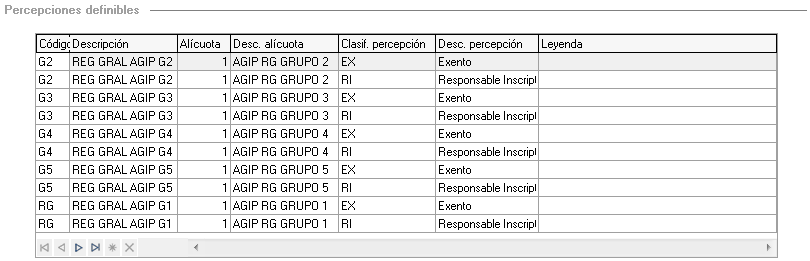 Percepciones definibles
Código Descripción Alícuota Desc. alícuota Clasif. percepción Desc. percepción Leyenda
G2 REG GRAL AGIP G2 1 AGIP RG GRUPO 2 EX Exento
G2 REG GRAL AGIP G2 1 AGIP RG GRUPO 2 RI Responsable Inscript
G3 REG GRAL AGIP G3 1 AGIP RG GRUPO 3 EX Exento
G3 REG GRAL AGIP G3 1 AGIP RG GRUPO 3 RI Responsable Inscript
G4 REG GRAL AGIP G4 1 AGIP RG GRUPO 4 EX Exento
G4 REG GRAL AGIP G4 1 AGIP RG GRUPO 4 RI Responsable Inscript
G5 REG GRAL AGIP G5 1 AGIP RG GRUPO 5 EX Exento
G5 REG GRAL AGIP G5 1 AGIP RG GRUPO 5 RI Responsable Inscript
RG REG GRAL AGIP G1 1 AGIP RG GRUPO 1 EX Exento
RG REG GRAL AGIP G1 1 AGIP RG GRUPO 1 RI Responsable Inscript